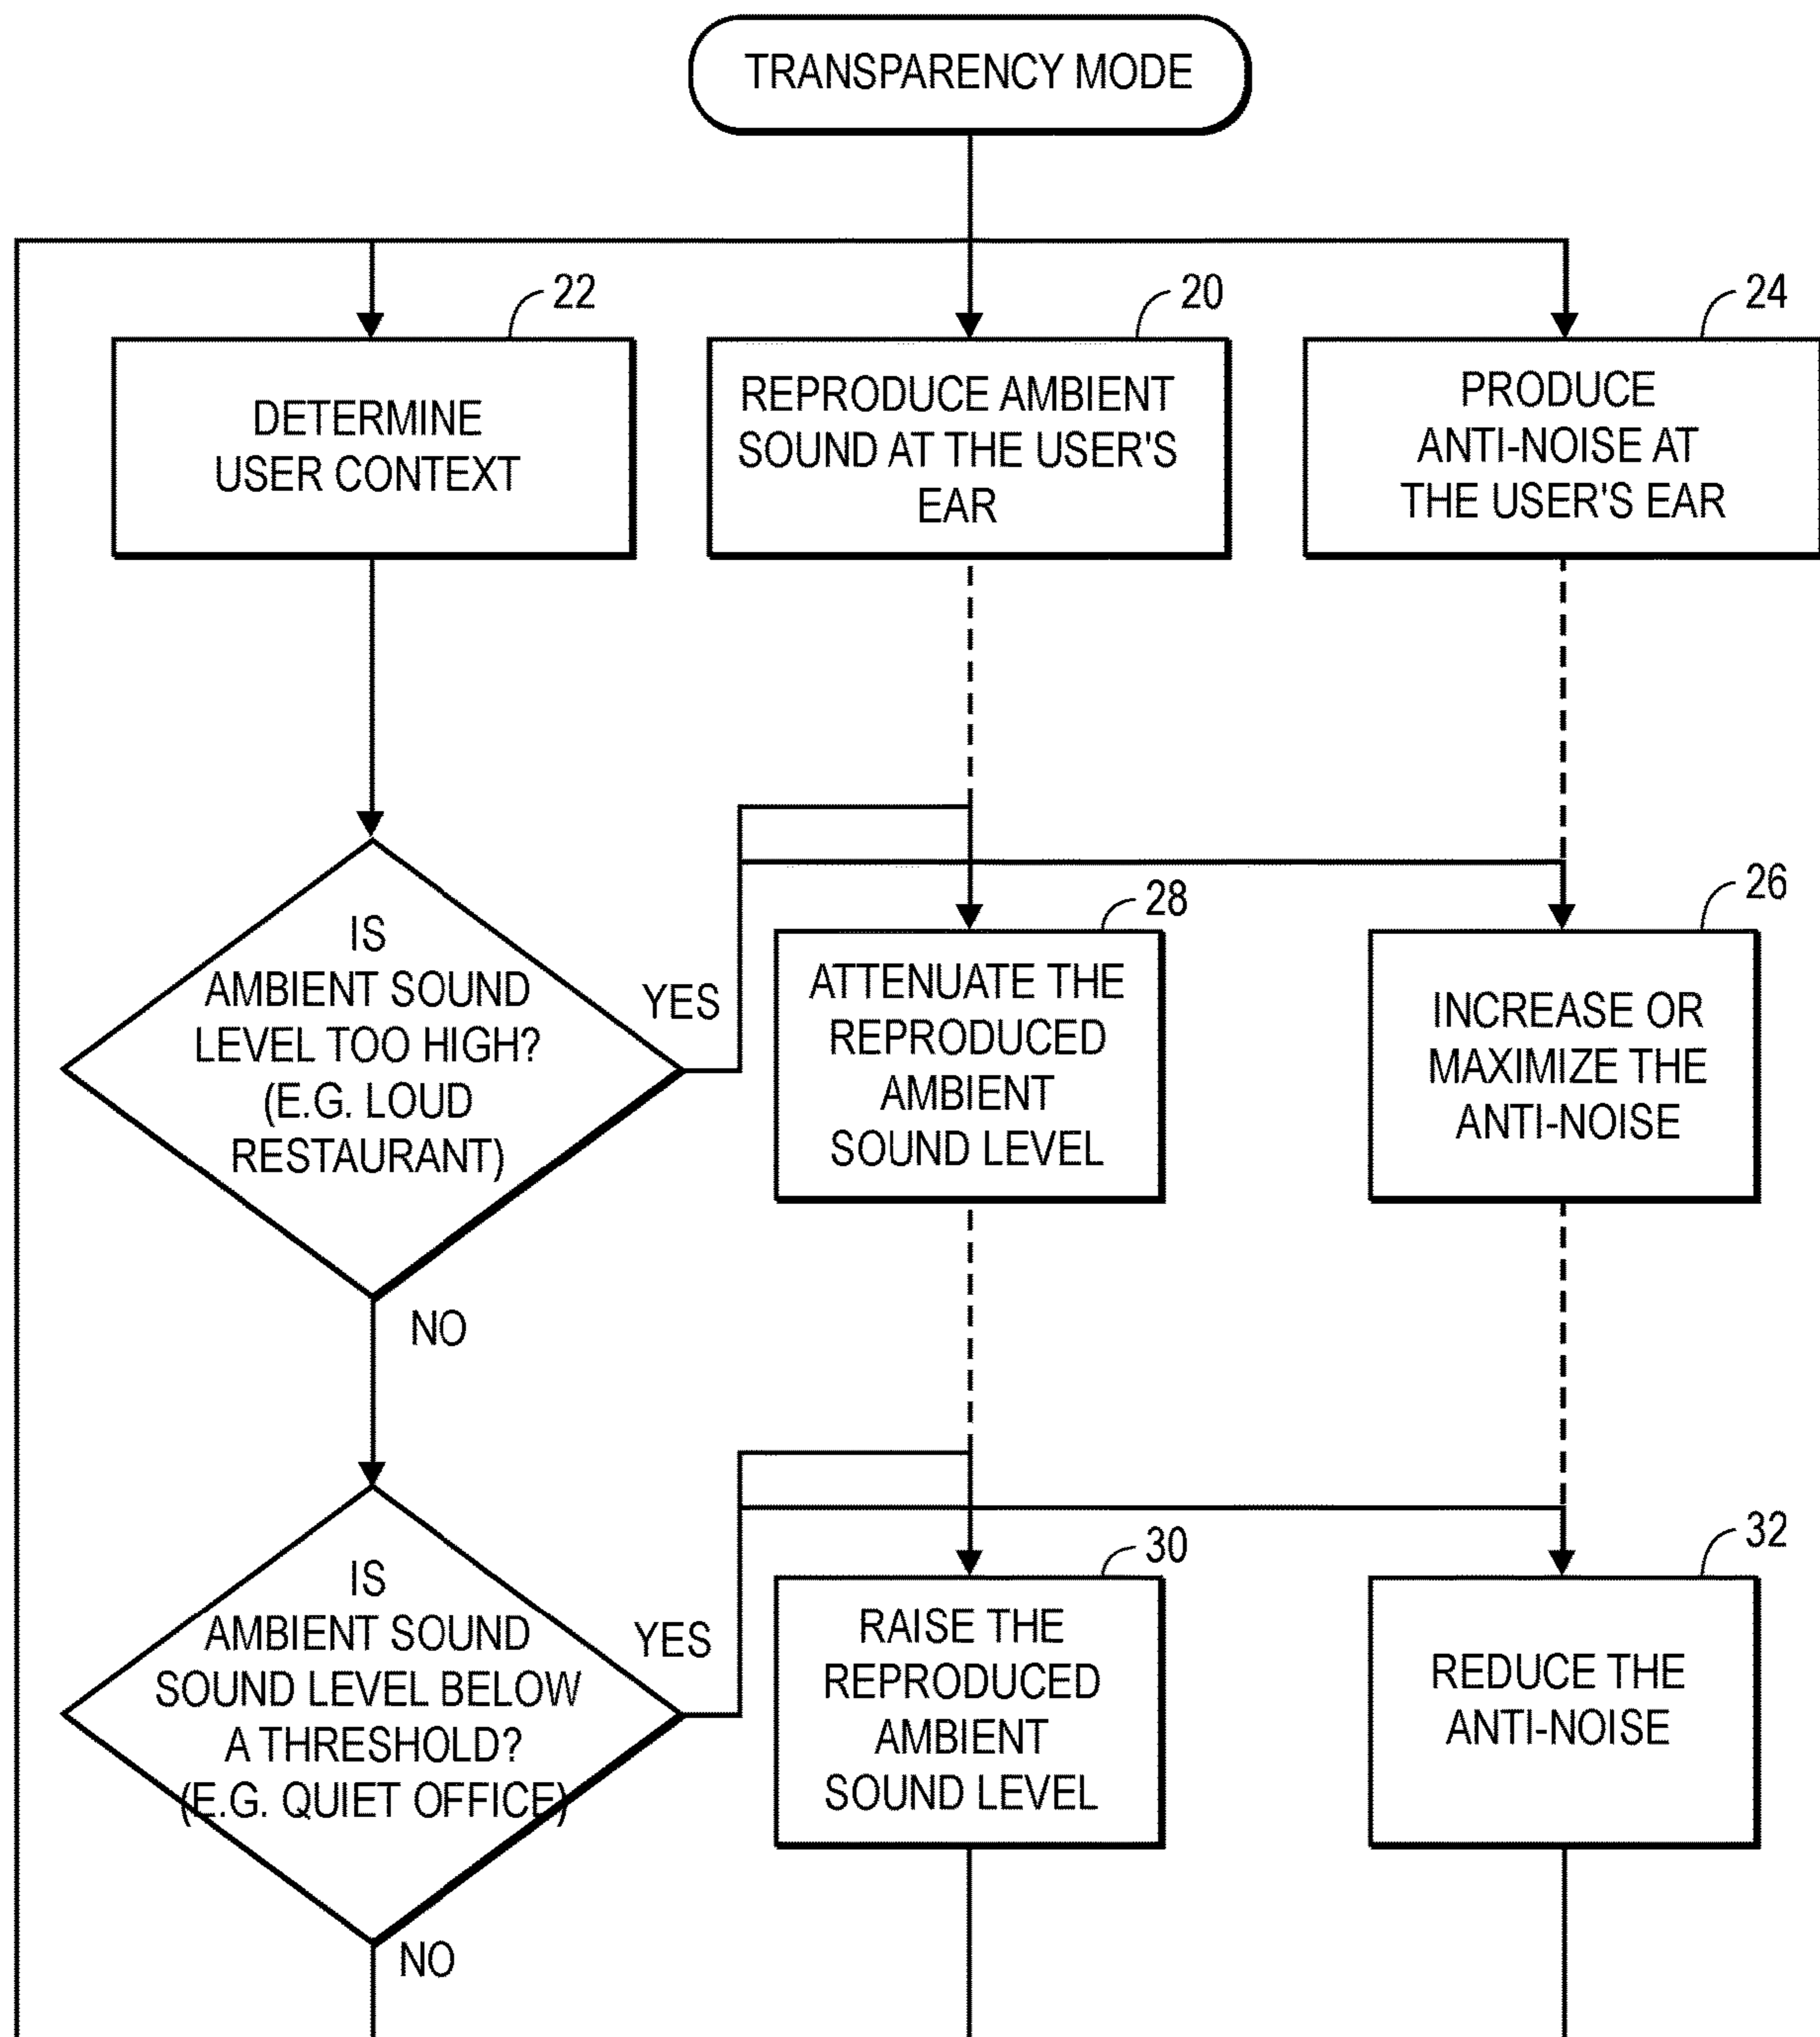 TRANSPARENCY MODE
22
20
24
DETERMINE
USER CONTEXT
REPRODUCE AMBIENT
SOUND AT THE USER'S
EAR
PRODUCE
ANTI-NOISE AT
THE USER'S EAR
IS
AMBIENT SOUND
LEVEL TOO HIGH?
(E.G. LOUD
RESTAURANT)
YES
NO
28
ATTENUATE THE
REPRODUCED
AMBIENT
SOUND LEVEL
26
INCREASE OR
MAXIMIZE THE
ANTI-NOISE
IS
AMBIENT SOUND
SOUND LEVEL BELOW
A THRESHOLD?
(E.G. QUIET OFFICE)
YES
NO
30
RAISE THE
REPRODUCED
AMBIENT
SOUND LEVEL
32
REDUCE THE
ANTI-NOISE